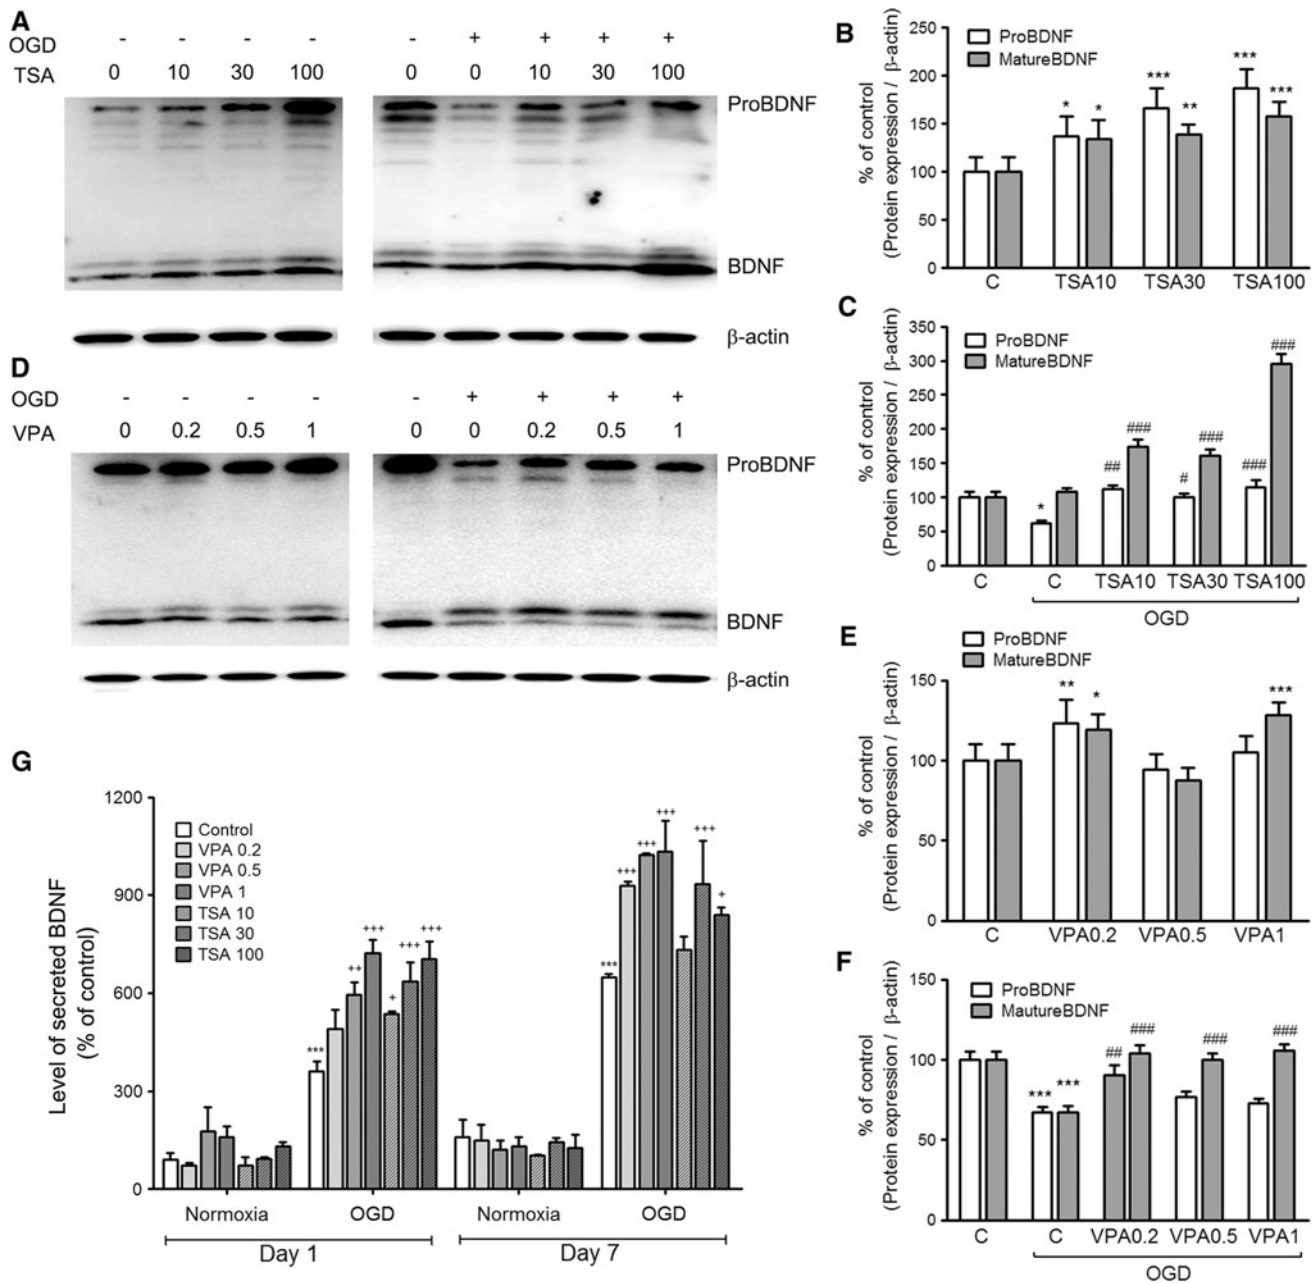 A
OGD - - - - - + + + +
TSA 0 10 30 100 0 0 10 30 100
ProBDNF
BDNF
β-actin
D
OGD - - - - - + + + +
VPA 0 0.2 0.5 1 0 0 0.2 0.5 1
ProBDNF
BDNF
β-actin
G
Level of secreted BDNF
(% of control)
1200
900
600
300
0
Control
VPA 0.2
VPA 0.5
VPA 1
TSA 10
TSA 30
TSA 100
*** ++ +++ + +++ +++
*** +++ +++ +++ +++ +
Normoxia OGD Normoxia OGD
Day 1 Day 7
B
% of control
(Protein expression / β-actin)
250
200
150
100
50
0
ProBDNF
MatureBDNF
* * *** ** *** ***
C TSA10 TSA30 TSA100
C
% of control
(Protein expression / β-actin)
350
300
250
200
150
100
50
0
ProBDNF
MatureBDNF
* ## ### # ### ### ###
C C TSA10 TSA30 TSA100
OGD
E
% of control
(Protein expression / β-actin)
150
100
50
0
ProBDNF
MatureBDNF
** * ***
C VPA0.2 VPA0.5 VPA1
F
% of control
(Protein expression / β-actin)
150
100
50
0
ProBDNF
MautureBDNF
*** *** ## ### ### ###
C C VPA0.2 VPA0.5 VPA1
OGD